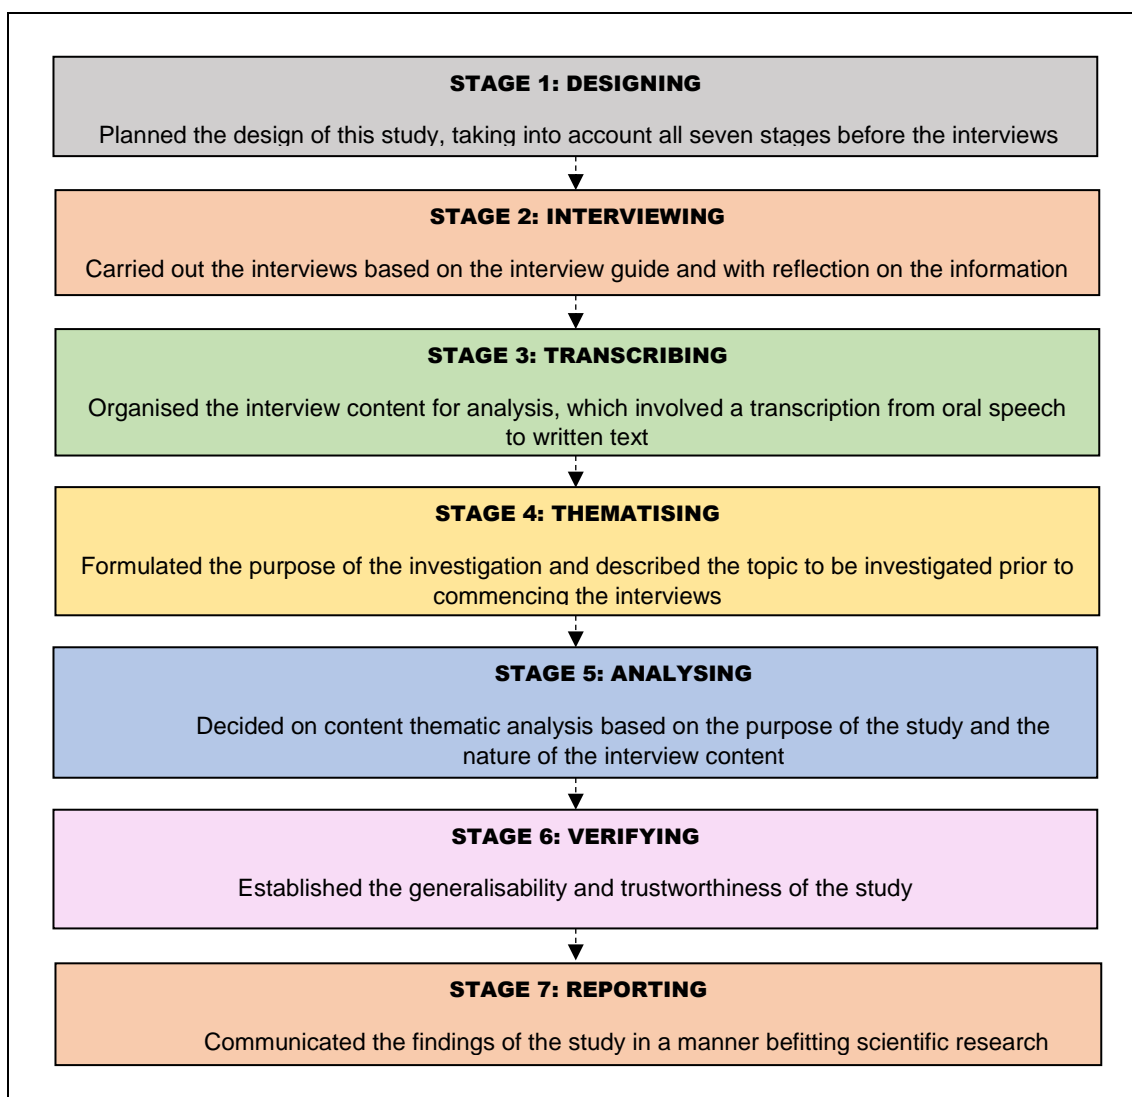 STAGE 1: DESIGNING
Planned the design of this study, taking into account all seven stages before the interviews
STAGE 2: INTERVIEWING
Carried out the interviews based on the interview guide and with reflection on the information
STAGE 3: TRANSCRIBING
Organised the interview content for analysis, which involved a transcription from oral speech
to written text
STAGE 4: THEMATISING
Formulated the purpose of the investigation and described the topic to be investigated prior to
commencing the interviews
STAGE 5: ANALYSING
Decided on content thematic analysis based on the purpose of the study and the
nature of the interview content
STAGE 6: VERIFYING
Established the generalisability and trustworthiness of the study
STAGE 7: REPORTING
Communicated the findings of the study in a manner befitting scientific research